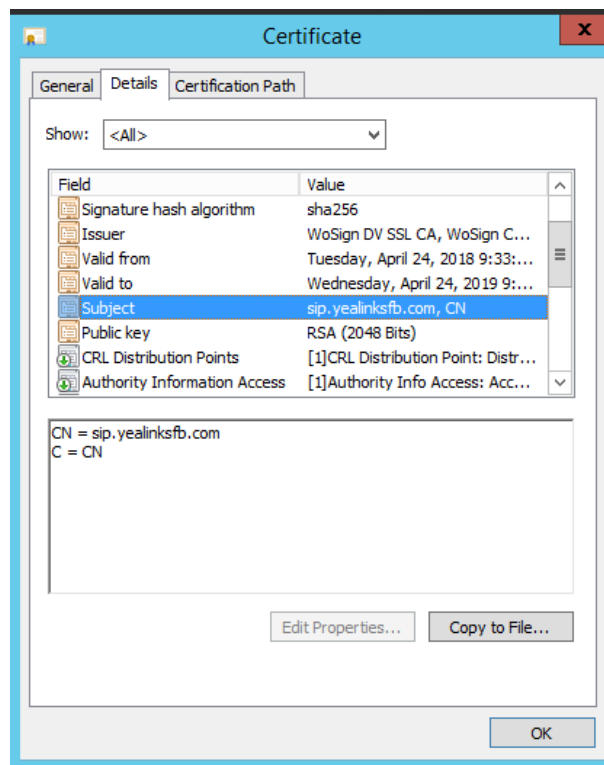 Certificate
x
General Details Certification Path
Show: <All>
Field Value
Signature hash algorithm sha256
Issuer WoSign DV SSL CA, WoSign C...
Valid from Tuesday, April 24, 2018 9:33:...
Valid to Wednesday, April 24, 2019 9:...
Subject sip.yealinksfb.com, CN
Public key RSA (2048 Bits)
CRL Distribution Points [1]CRL Distribution Point: Distr...
Authority Information Access [1]Authority Info Access: Acc...
CN = sip.yealinksfb.com
C = CN
Edit Properties... Copy to File...
OK